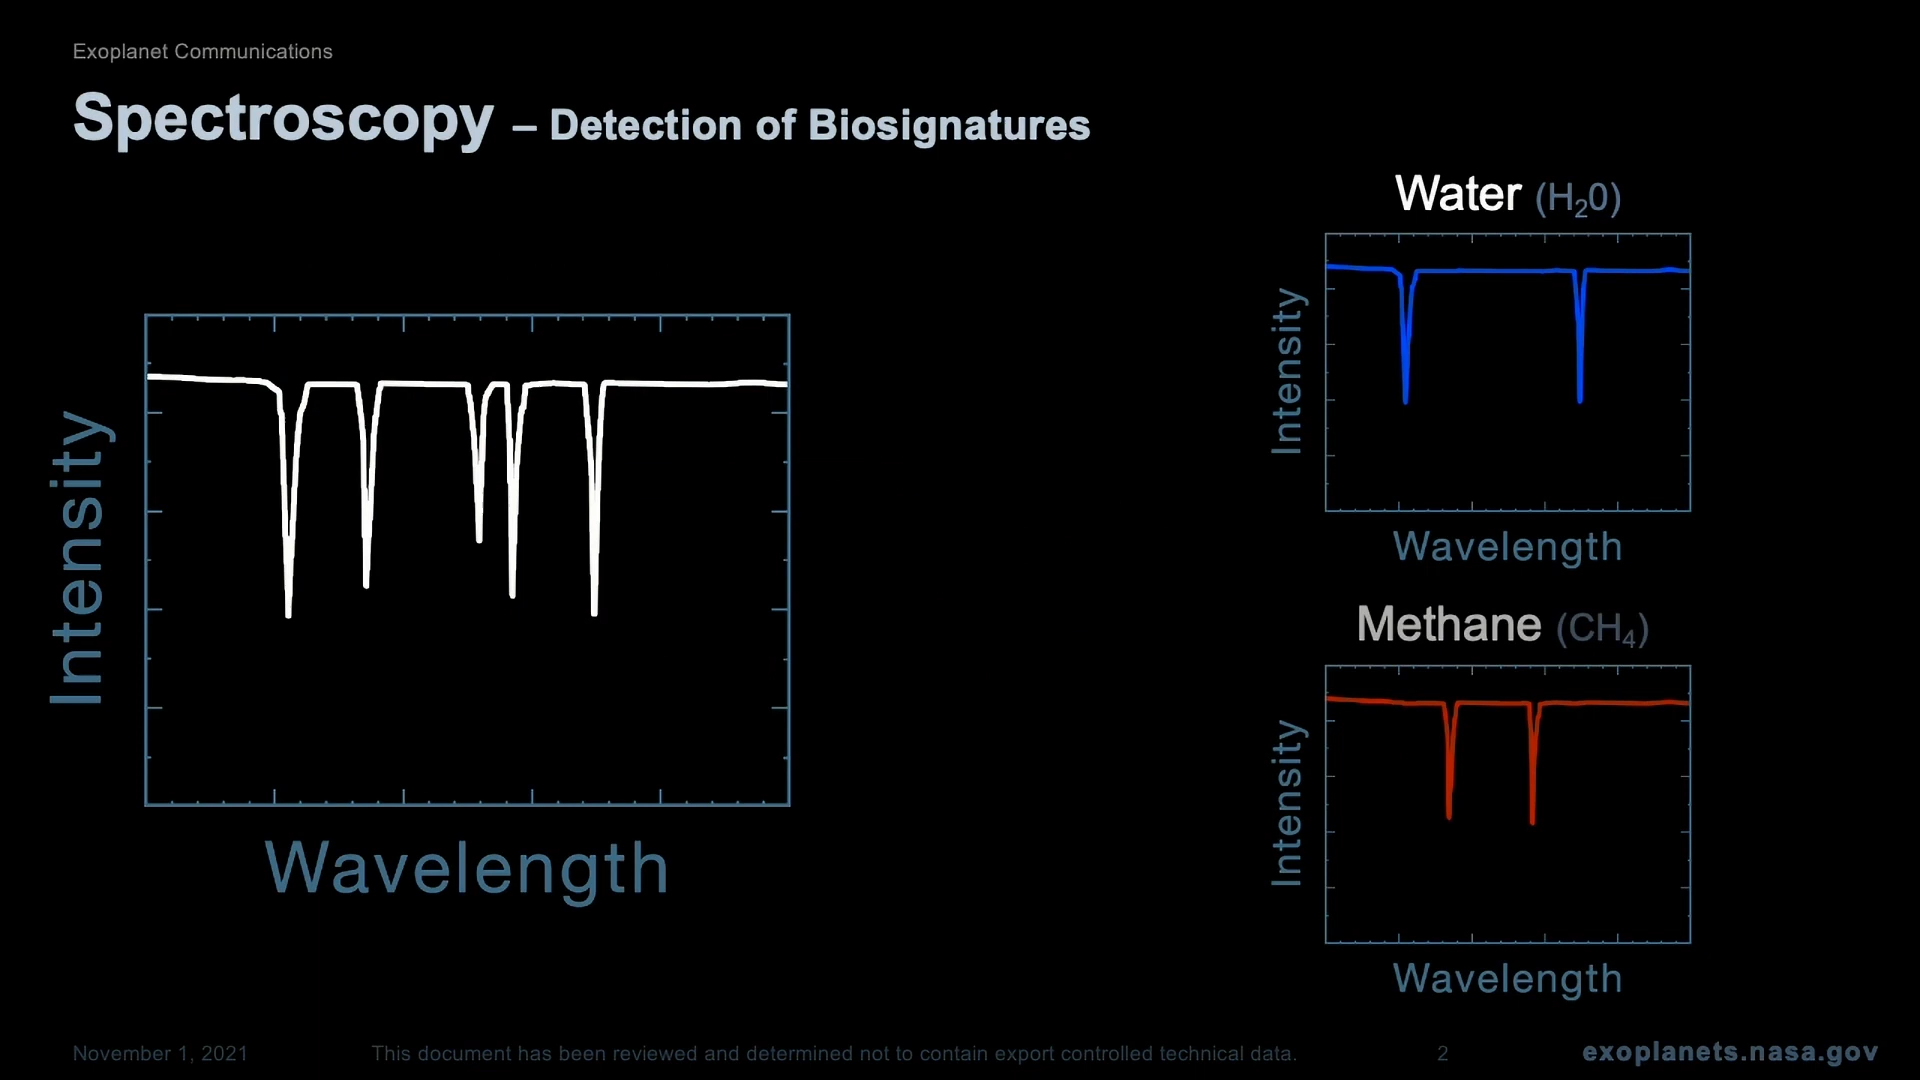 Exoplanet Communications
Spectroscopy – Detection of Biosignatures
Intensity
Wavelength
Water (H₂0)
Intensity
Wavelength
Methane (CH₄)
Intensity
Wavelength
November 1, 2021
This document has been reviewed and determined not to contain export controlled technical data.
2
exoplanets.nasa.gov